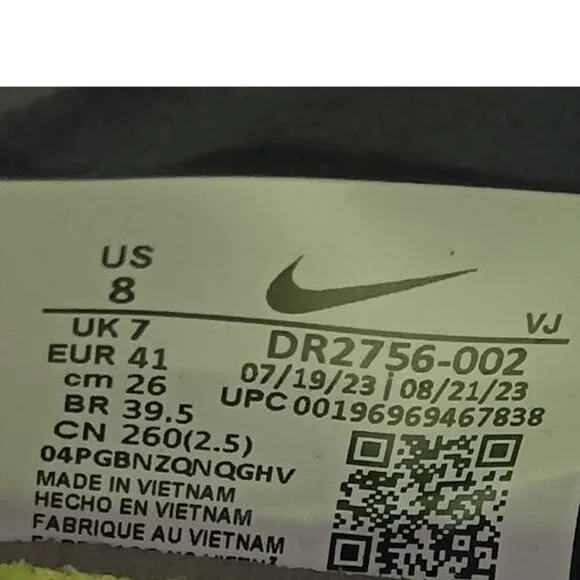 US
8
VJ
UK 7
EUR 41
cm 26
BR 39.5
CN 260(2.5)
DR2756-002
07/19/23 | 08/21/23
UPC 00196969467838
04PGBNZQNQGHV
MADE IN VIETNAM
HECHO EN VIETNAM
FABRIQUE AU VIETNAM